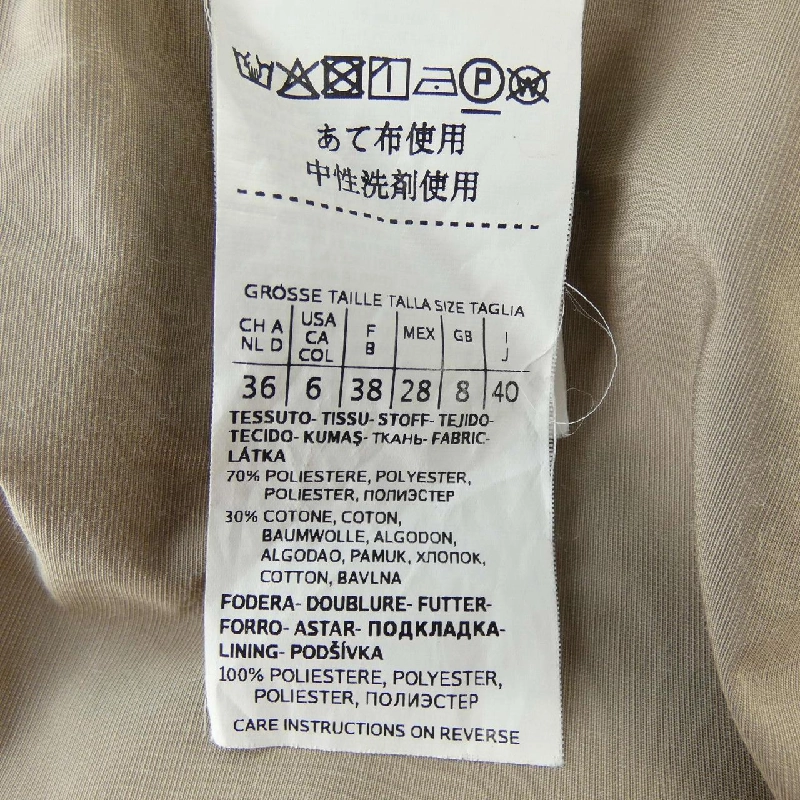 P W
あて布使用
中性洗剤使用
GRÖSSE TAILLE TALLA SIZE TAGLIA
CH A NL D USA CA COL F B MEX GB I J
36 6 38 28 8 40
TESSUTO- TISSU- STOFF- TEJIDO-
TECIDO- KUMAŞ- ТКАНЬ- FABRIC-
LÁTKA
70% POLIESTERE, POLYESTER,
POLIESTER, ПОЛИЭСТЕР
30% COTONE, COTON,
BAUMWOLLE, ALGODON,
ALGODAO, PAMUK, ХЛОПОК,
COTTON, BAVLNA
FODERA- DOUBLURE- FUTTER-
FORRO- ASTAR- ПОДКЛАДКА-
LINING- PODŠÍVKA
100% POLIESTERE, POLYESTER,
POLIESTER, ПОЛИЭСТЕР
CARE INSTRUCTIONS ON REVERSE